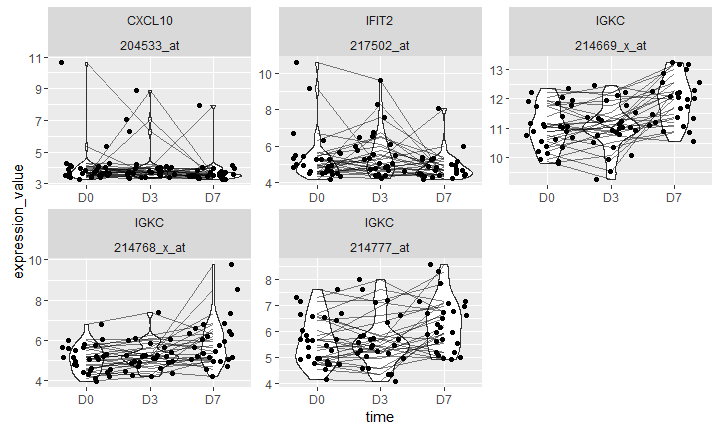 CXCL10
204533_at
11
9
7
5
3
D0 D3 D7
IFIT2
217502_at
10
8
6
4
D0 D3 D7
IGKC
214669_x_at
13
12
11
10
D0 D3 D7
IGKC
214768_x_at
10
8
6
4
D0 D3 D7
IGKC
214777_at
8
7
6
5
4
D0 D3 D7
expression_value
time